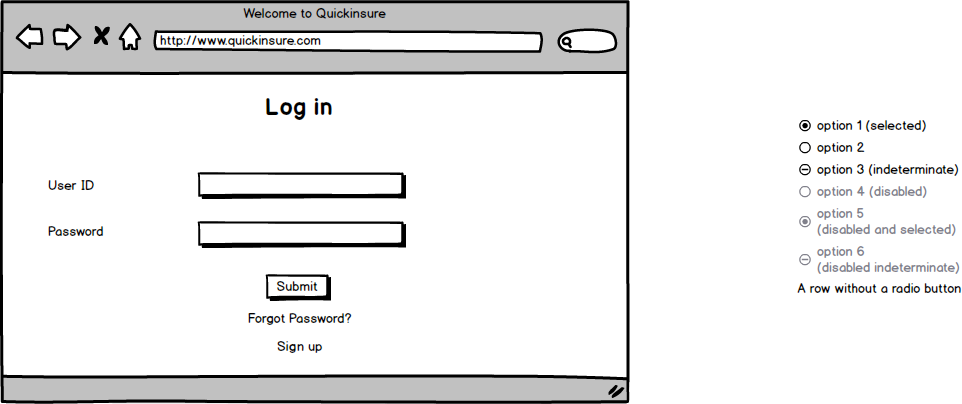 Welcome to Quickinsure
http://www.quickinsure.com
Log in
User ID
Password
Submit
Forgot Password?
Sign up
option 1 (selected)
option 2
option 3 (indeterminate)
option 4 (disabled)
option 5
(disabled and selected)
option 6
(disabled indeterminate)
A row without a radio button